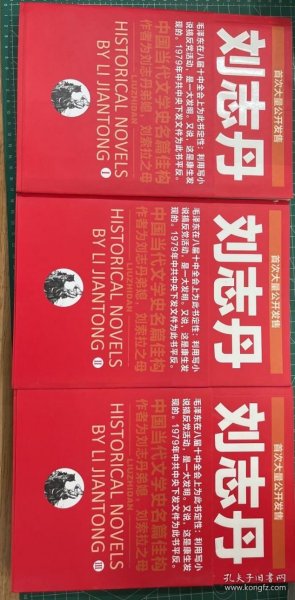 首次大量公开发售
刘志丹
毛泽东在八届十中全会上为此书定性：利用写小
说搞反党活动，是一大发明。又说，这是康生发
现的。1979年中共中央下发文件为此书平反。
LIUZHIDAN
中国当代文学史名篇佳构
作者为刘志丹弟媳，刘索拉之母
HISTORICAL NOVELS
BY LI JIANTONG I
首次大量公开发售
刘志丹
毛泽东在八届十中全会上为此书定性：利用写小
说搞反党活动，是一大发明。又说，这是康生发
现的。1979年中共中央下发文件为此书平反。
LIUZHIDAN
中国当代文学史名篇佳构
作者为刘志丹弟媳，刘索拉之母
HISTORICAL NOVELS
BY LI JIANTONG II
首次大量公开发售
刘志丹
毛泽东在八届十中全会上为此书定性：利用写小
说搞反党活动，是一大发明。又说，这是康生发
现的。1979年中共中央下发文件为此书平反。
LIUZHIDAN
中国当代文学史名篇佳构
作者为刘志丹弟媳，刘索拉之母
HISTORICAL NOVELS
BY LI JIANTONG III
孔夫子旧书网
www.kongfz.com